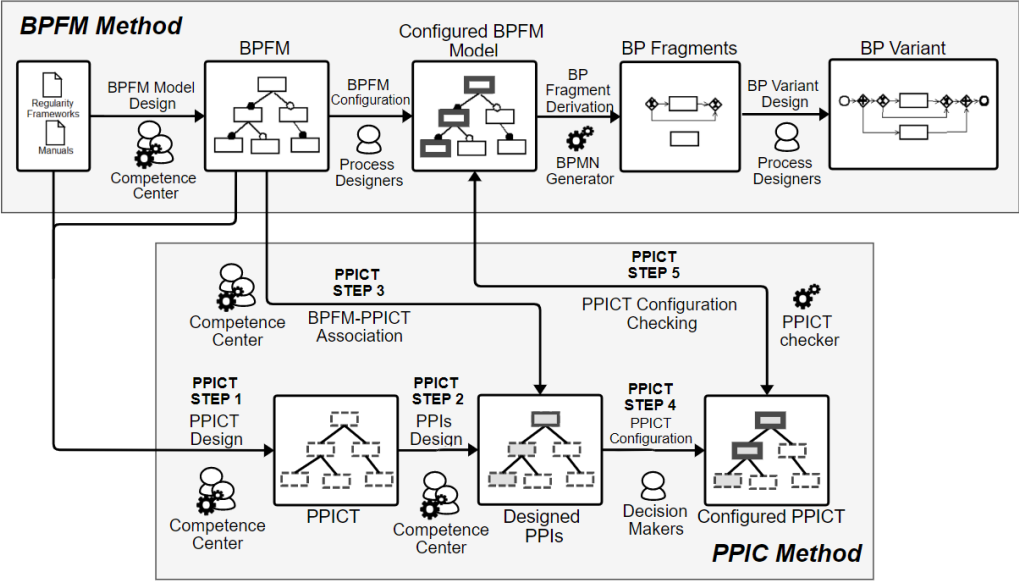 BPFM Method
Regularity
Frameworks
Manuals
BPFM Model
Design
Competence
Center
BPFM
BPFM
Configuration
Process
Designers
Configured BPFM
Model
BP
Fragment
Derivation
BPMN
Generator
BP Fragments
BP Variant
Design
Process
Designers
BP Variant
Competence
Center
PPICT
STEP 3
BPFM-PPICT
Association
PPICT
STEP 5
PPICT Configuration
Checking
PPICT
checker
PPICT
STEP 1
PPICT
Design
Competence
Center
PPICT
PPICT
STEP 2
PPIs
Design
Competence
Center
Designed
PPIs
PPICT
STEP 4
PPICT
Configuration
Decision
Makers
Configured PPICT
PPIC Method